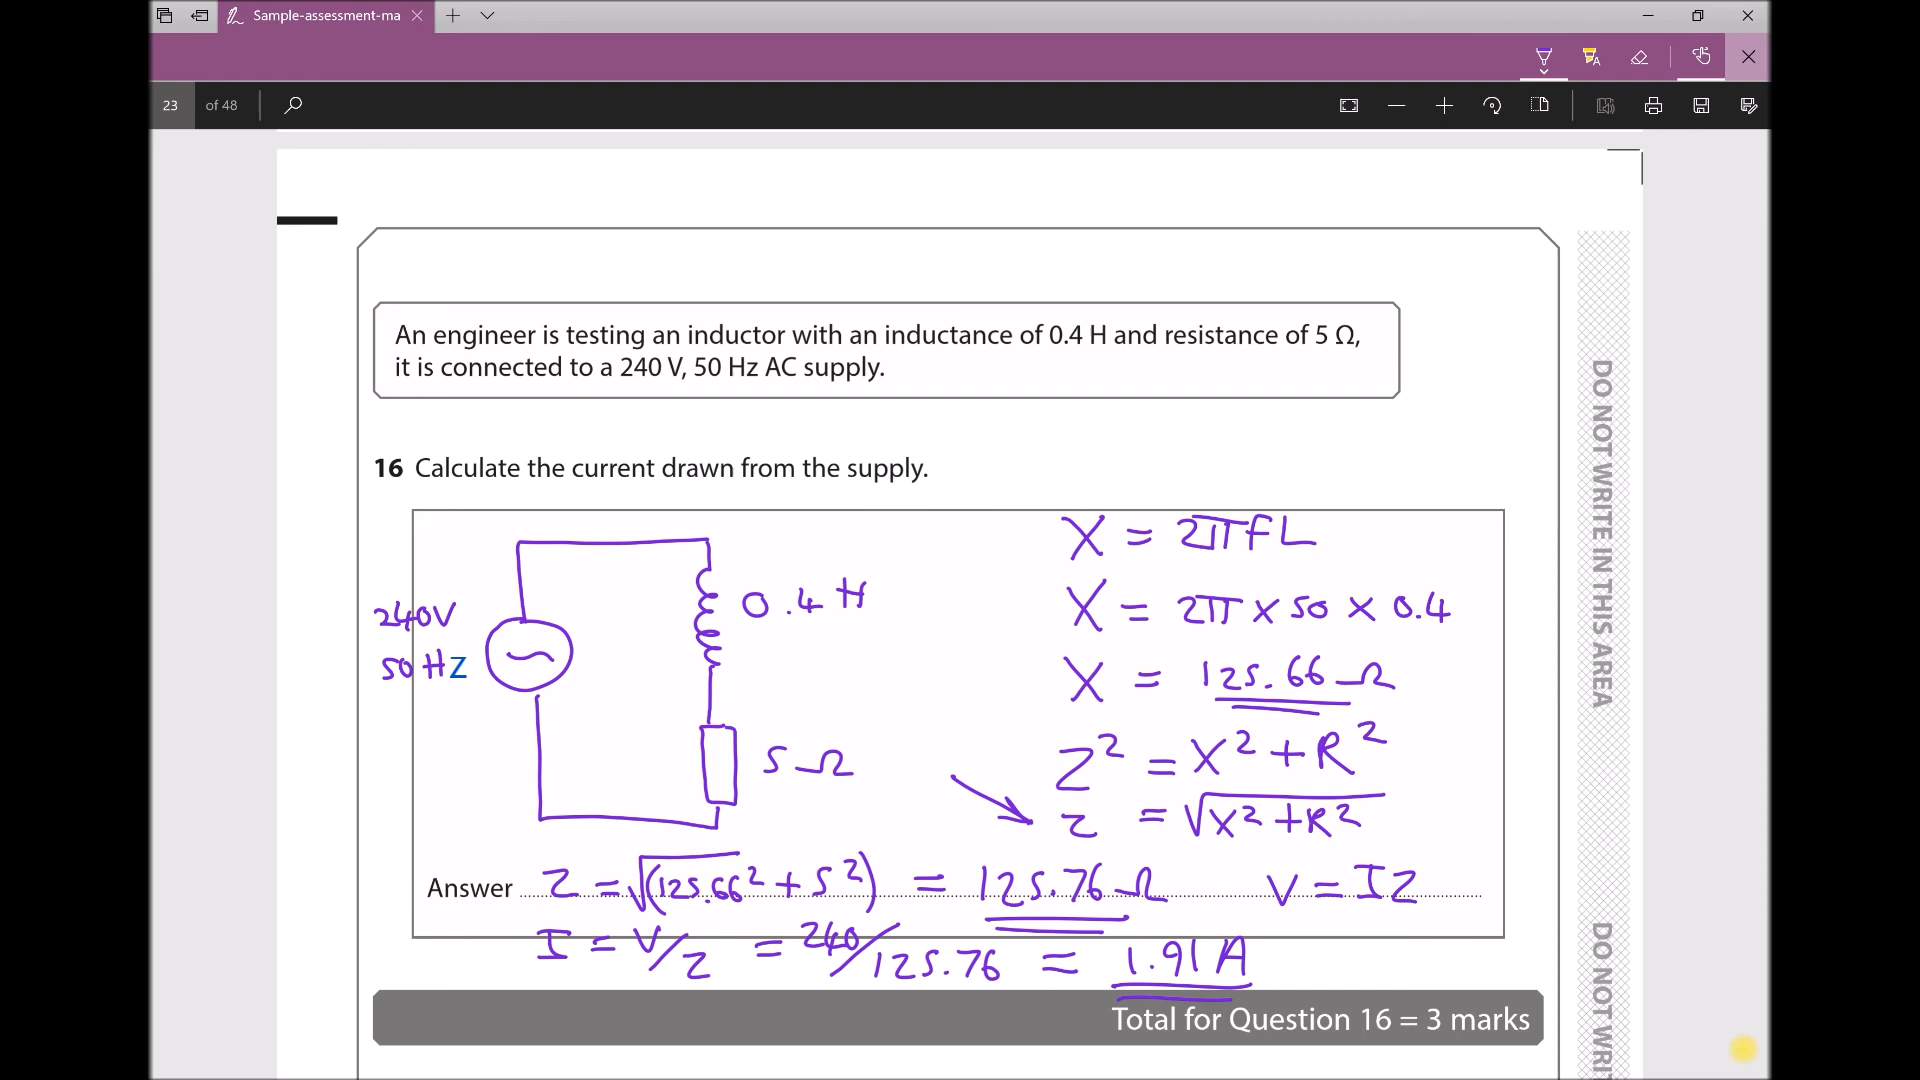 Sample-assessment-ma
23 of 48
An engineer is testing an inductor with an inductance of 0.4 H and resistance of 5 Ω,
it is connected to a 240 V, 50 Hz AC supply.
16 Calculate the current drawn from the supply.
240V
50HZ
0.4 H
5 Ω
X = 2πfL
X = 2π x 50 x 0.4
X = 125.66 Ω
Z² = X² + R²
Z = √X² + R²
Answer Z = √(125.66² + 5²) = 125.76 Ω V = IZ
I = V/Z = 240/125.76 = 1.91 A
Total for Question 16 = 3 marks
DO NOT WRITE IN THIS AREA
DO NOT WRI